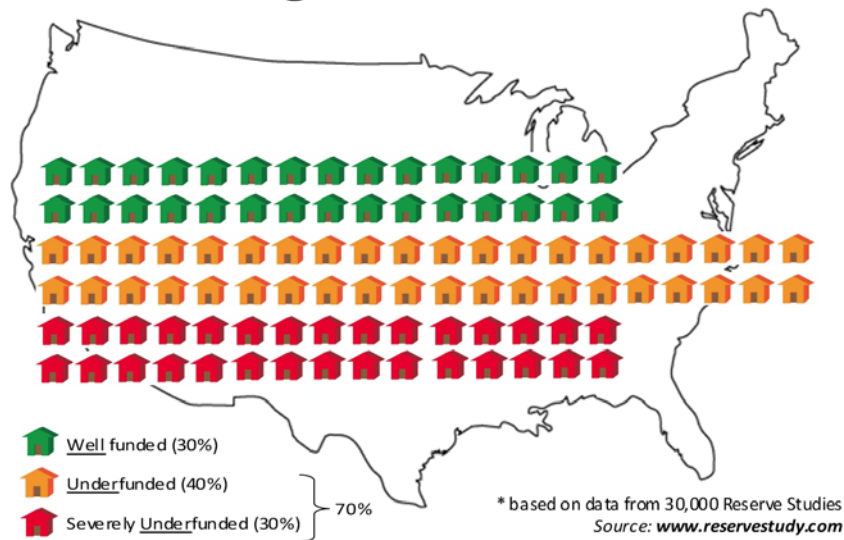 Well funded (30%)
Underfunded (40%)
70%
Severely Underfunded (30%)
* based on data from 30,000 Reserve Studies
Source: www.reservestudy.com